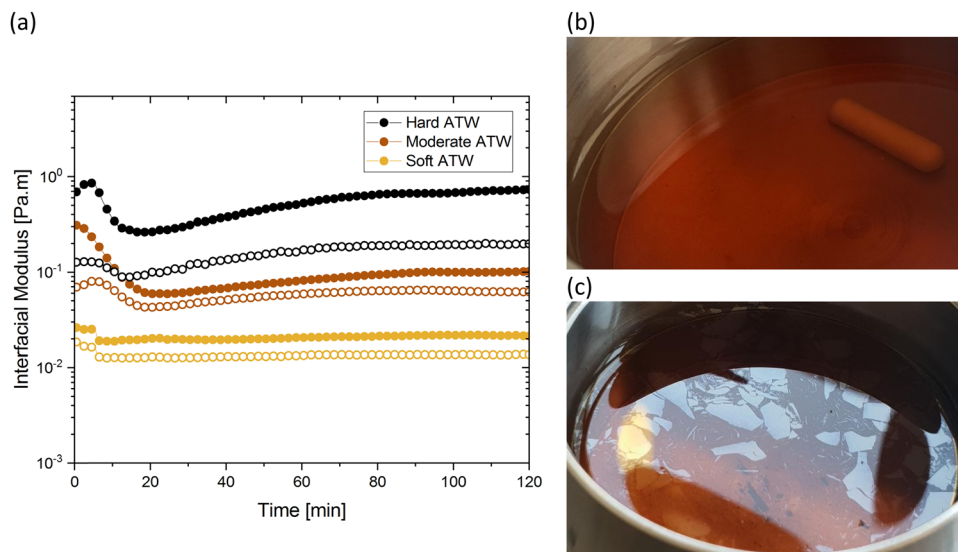 (a)
(b)
Hard ATW
Moderate ATW
Soft ATW
10⁰
10⁻¹
10⁻²
10⁻³
Interfacial Modulus [Pa.m]
0 20 40 60 80 100 120
Time [min]
(c)